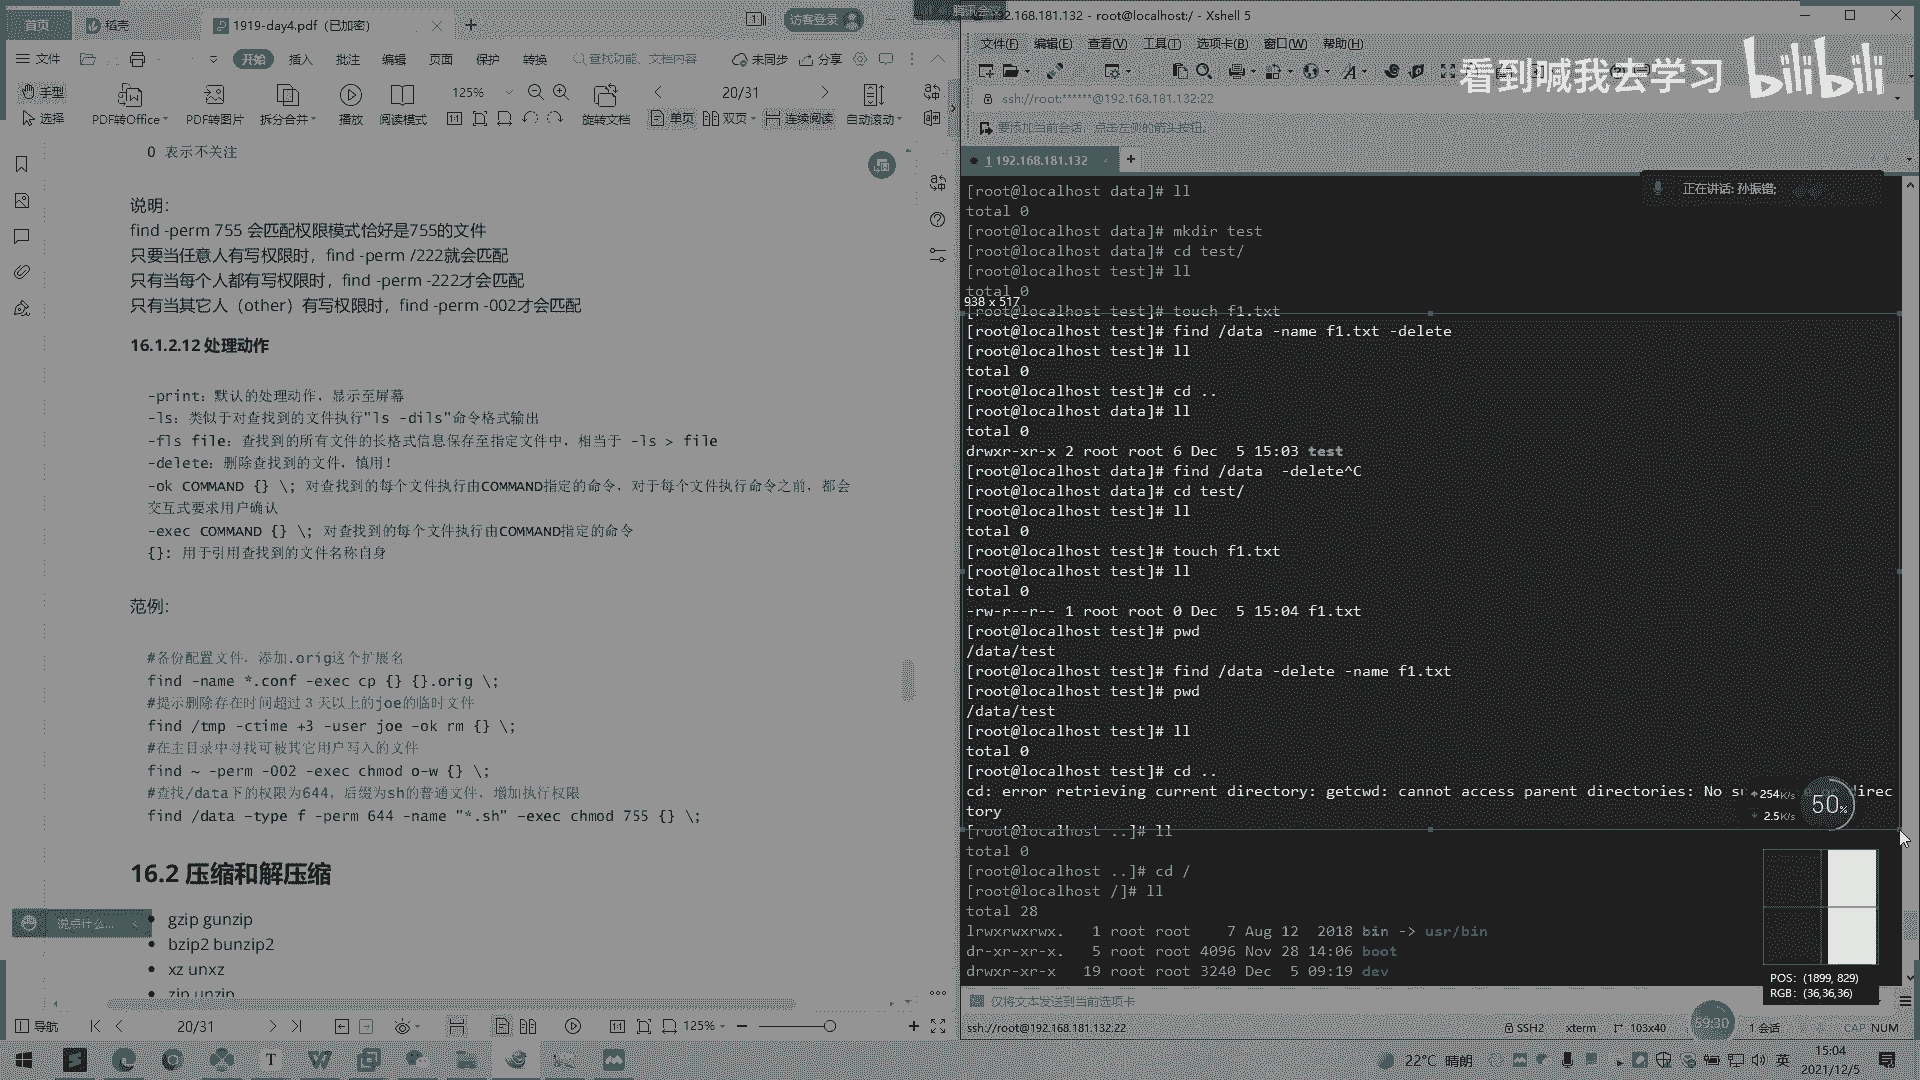 首页
稻壳
1919-day4.pdf (已加密)
访客登录
文件
开始
插入
批注
编辑
页面
保护
转换
查找功能、文档内容
未同步
分享
手型
选择
PDF转Office
PDF转图片
拆分合并
播放
阅读模式
125%
旋转文档
20/31
单页
双页
连续阅读
自动滚动
0 表示不关注
说明：
find -perm 755 会匹配权限模式恰好是755的文件
只要当任意人有写权限时，find -perm /222就会匹配
只有当每个人都有写权限时，find -perm -222才会匹配
只有当其它人（other）有写权限时，find -perm -002才会匹配
16.1.2.12 处理动作
-print：默认的处理动作，显示至屏幕
-ls：类似于对查找到的文件执行"ls -dils"命令格式输出
-fls file：查找到的所有文件的长格式信息保存至指定文件中，相当于 -ls > file
-delete：删除查找到的文件，慎用！
-ok COMMAND {} \; 对查找到的每个文件执行由COMMAND指定的命令，对于每个文件执行命令之前，都会
交互式要求用户确认
-exec COMMAND {} \; 对查找到的每个文件执行由COMMAND指定的命令
{}: 用于引用查找到的文件名称自身
范例：
#备份配置文件，添加.orig这个扩展名
find -name *.conf -exec cp {} {}.orig \;
#提示删除存在时间超过３天以上的joe的临时文件
find /tmp -ctime +3 -user joe -ok rm {} \;
#在主目录中寻找可被其它用户写入的文件
find ~ -perm -002 -exec chmod o-w {} \;
#查找/data下的权限为644，后缀为sh的普通文件，增加执行权限
find /data -type f -perm 644 -name "*.sh" -exec chmod 755 {} \;
16.2 压缩和解压缩
gzip gunzip
bzip2 bunzip2
xz unxz
zip unzip
说点什么...
导航
20/31
125%
腾讯会议
192.168.181.132 - root@localhost:/ - Xshell 5
文件(F) 编辑(E) 查看(V) 工具(T) 选项卡(B) 窗口(W) 帮助(H)
看到喊我去学习 bilibili
ssh://root:******@192.168.181.132:22
要添加当前会话，点击左侧的箭头按钮。
1 192.168.181.132
正在讲话: 孙振锴;
[root@localhost data]# ll
total 0
[root@localhost data]# mkdir test
[root@localhost data]# cd test/
[root@localhost test]# ll
total 0
938 x 517
[root@localhost test]# touch f1.txt
[root@localhost test]# find /data -name f1.txt -delete
[root@localhost test]# ll
total 0
[root@localhost test]# cd ..
[root@localhost data]# ll
total 0
drwxr-xr-x 2 root root 6 Dec  5 15:03 test
[root@localhost data]# find /data  -delete^C
[root@localhost data]# cd test/
[root@localhost test]# ll
total 0
[root@localhost test]# touch f1.txt
[root@localhost test]# ll
total 0
-rw-r--r-- 1 root root 0 Dec  5 15:04 f1.txt
[root@localhost test]# pwd
/data/test
[root@localhost test]# find /data -delete -name f1.txt
[root@localhost test]# pwd
/data/test
[root@localhost test]# ll
total 0
[root@localhost test]# cd ..
cd: error retrieving current directory: getcwd: cannot access parent directories: No su direc
tory
[root@localhost ..]# ll
total 0
[root@localhost ..]# cd /
[root@localhost /]# ll
total 28
lrwxrwxrwx.   1 root root    7 Aug 12  2018 bin -> usr/bin
dr-xr-xr-x.   5 root root 4096 Nov 28 14:06 boot
drwxr-xr-x   19 root root 3240 Dec  5 09:19 dev
254K/s
2.5K/s
50%
POS: (1899, 829)
RGB: (36,36,36)
仅将文本发送到当前选项卡
ssh://root@192.168.181.132:22
SSH2
xterm
103x40
59:30
1 会话
CAP NUM
22°C 晴朗
英
15:04
2021/12/5